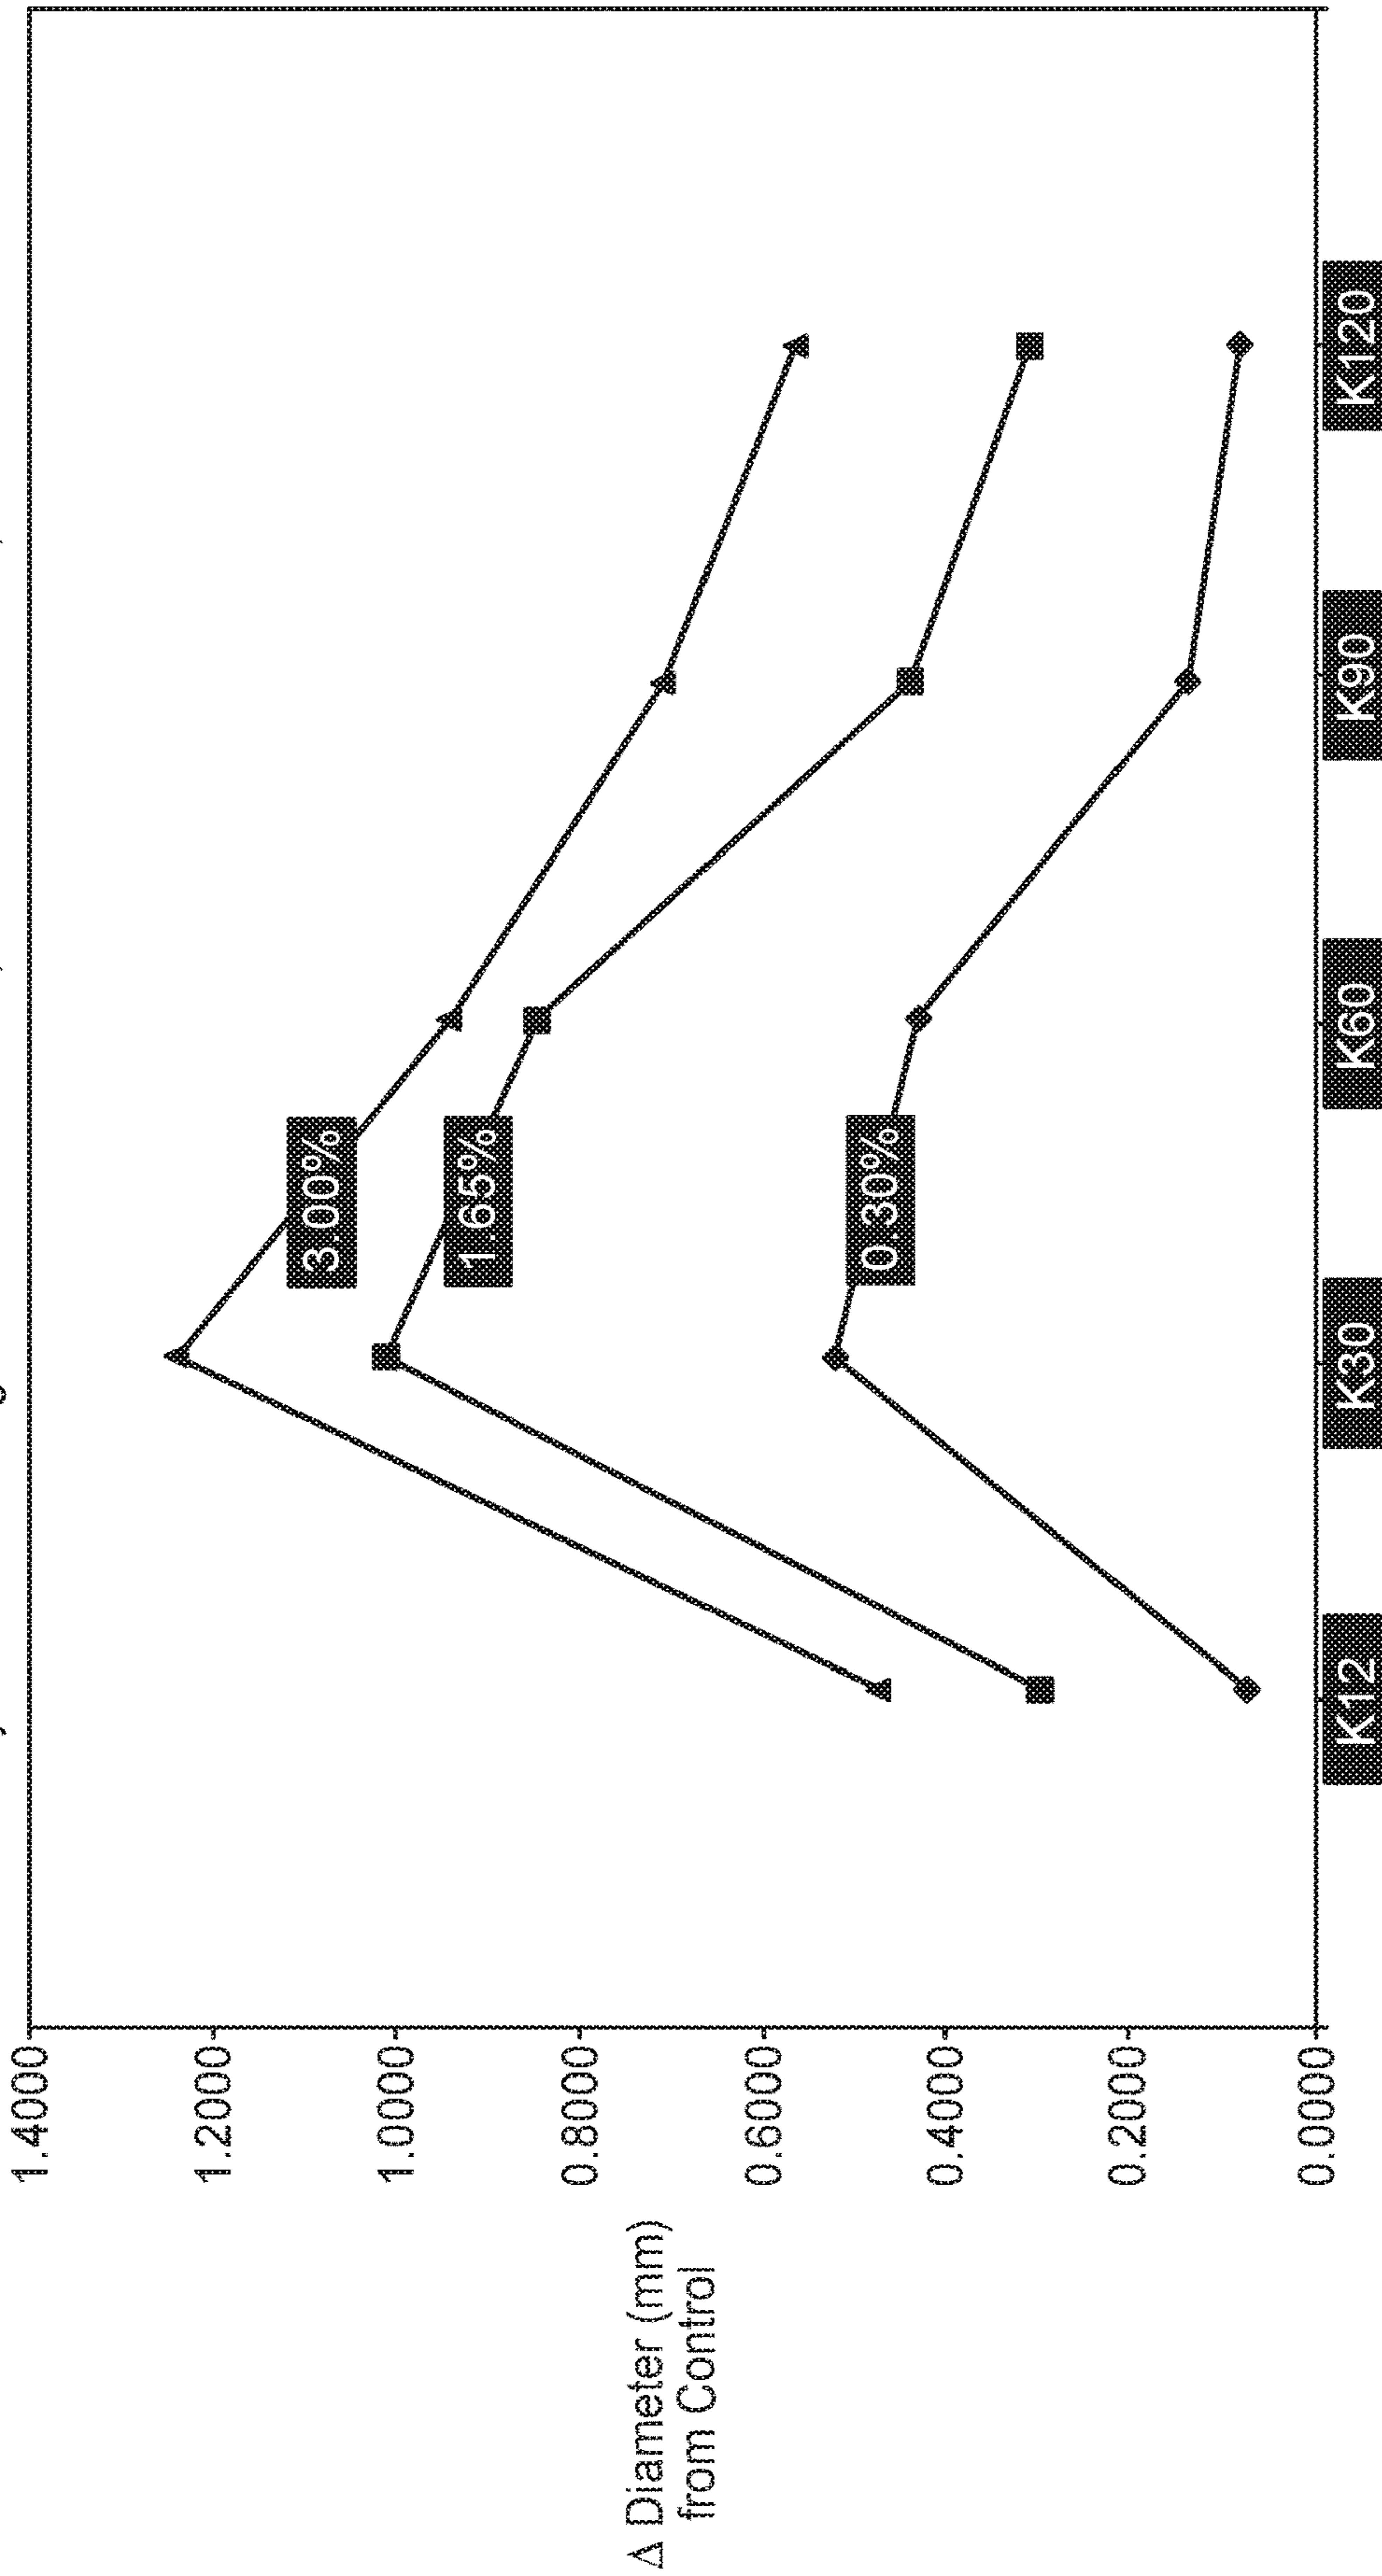 1.4000
1.2000
1.0000
0.8000
0.6000
0.4000
0.2000
0.0000
Δ Diameter (mm)
from Control
3.00%
1.65%
0.30%
K12
K30
K60
K90
K120